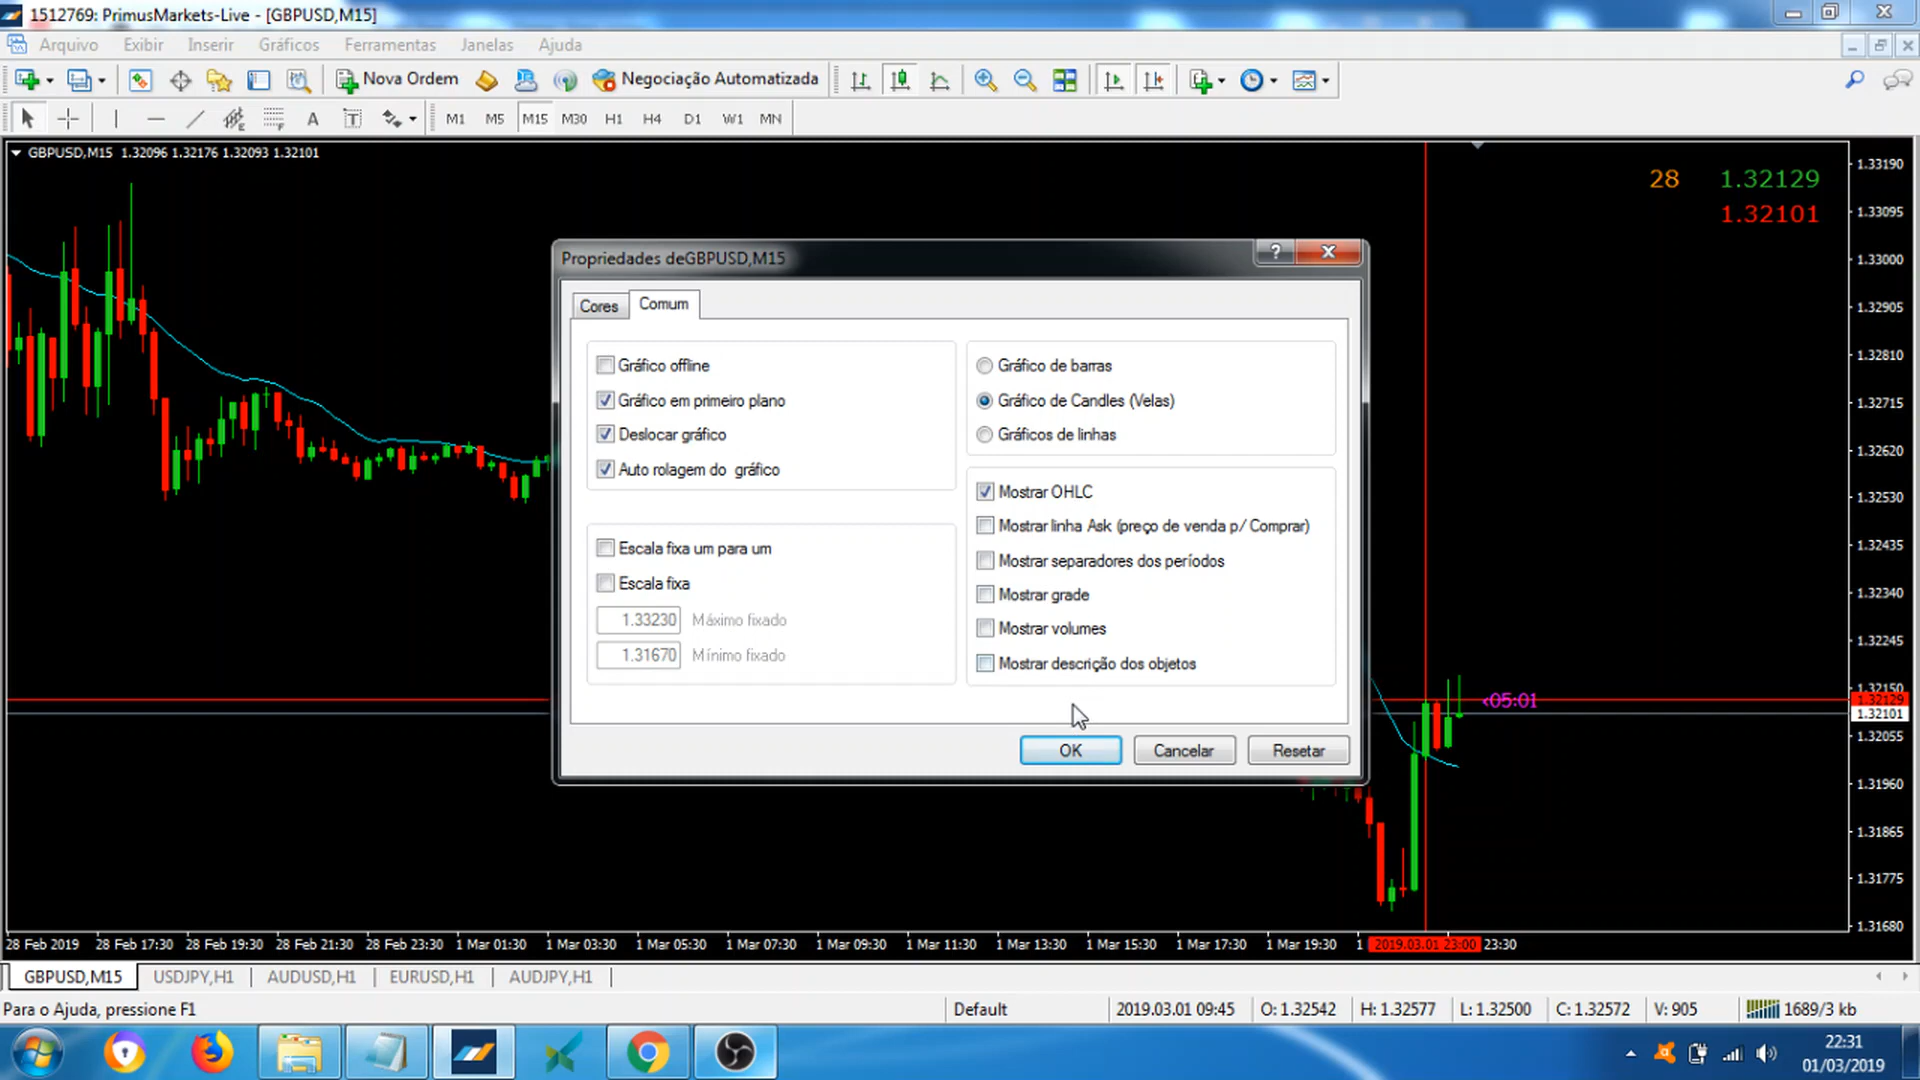 1512769: PrimusMarkets-Live - [GBPUSD,M15]
Arquivo Exibir Inserir Gráficos Ferramentas Janelas Ajuda
Nova Ordem Negociação Automatizada
A T M1 M5 M15 M30 H1 H4 D1 W1 MN
GBPUSD,M15 1.32096 1.32176 1.32093 1.32101
28 1.32129
1.32101
1.33190
1.33095
1.33000
1.32905
1.32810
1.32715
1.32620
1.32530
1.32435
1.32340
1.32245
1.32150
1.32129
1.32101
1.32055
1.31960
1.31865
1.31775
1.31680
<05:01
Propriedades deGBPUSD,M15
?
Cores Comum
Gráfico offline
Gráfico em primeiro plano
Deslocar gráfico
Auto rolagem do gráfico
Escala fixa um para um
Escala fixa
1.33230 Máximo fixado
1.31670 Mínimo fixado
Gráfico de barras
Gráfico de Candles (Velas)
Gráficos de linhas
Mostrar OHLC
Mostrar linha Ask (preço de venda p/ Comprar)
Mostrar separadores dos períodos
Mostrar grade
Mostrar volumes
Mostrar descrição dos objetos
OK Cancelar Resetar
28 Feb 2019 28 Feb 17:30 28 Feb 19:30 28 Feb 21:30 28 Feb 23:30 1 Mar 01:30 1 Mar 03:30 1 Mar 05:30 1 Mar 07:30 1 Mar 09:30 1 Mar 11:30 1 Mar 13:30 1 Mar 15:30 1 Mar 17:30 1 Mar 19:30 1 2019.03.01 23:00 23:30
GBPUSD,M15 USDJPY,H1 AUDUSD,H1 EURUSD,H1 AUDJPY,H1
Para o Ajuda, pressione F1 Default 2019.03.01 09:45 O: 1.32542 H: 1.32577 L: 1.32500 C: 1.32572 V: 905 1689/3 kb
22:31
01/03/2019